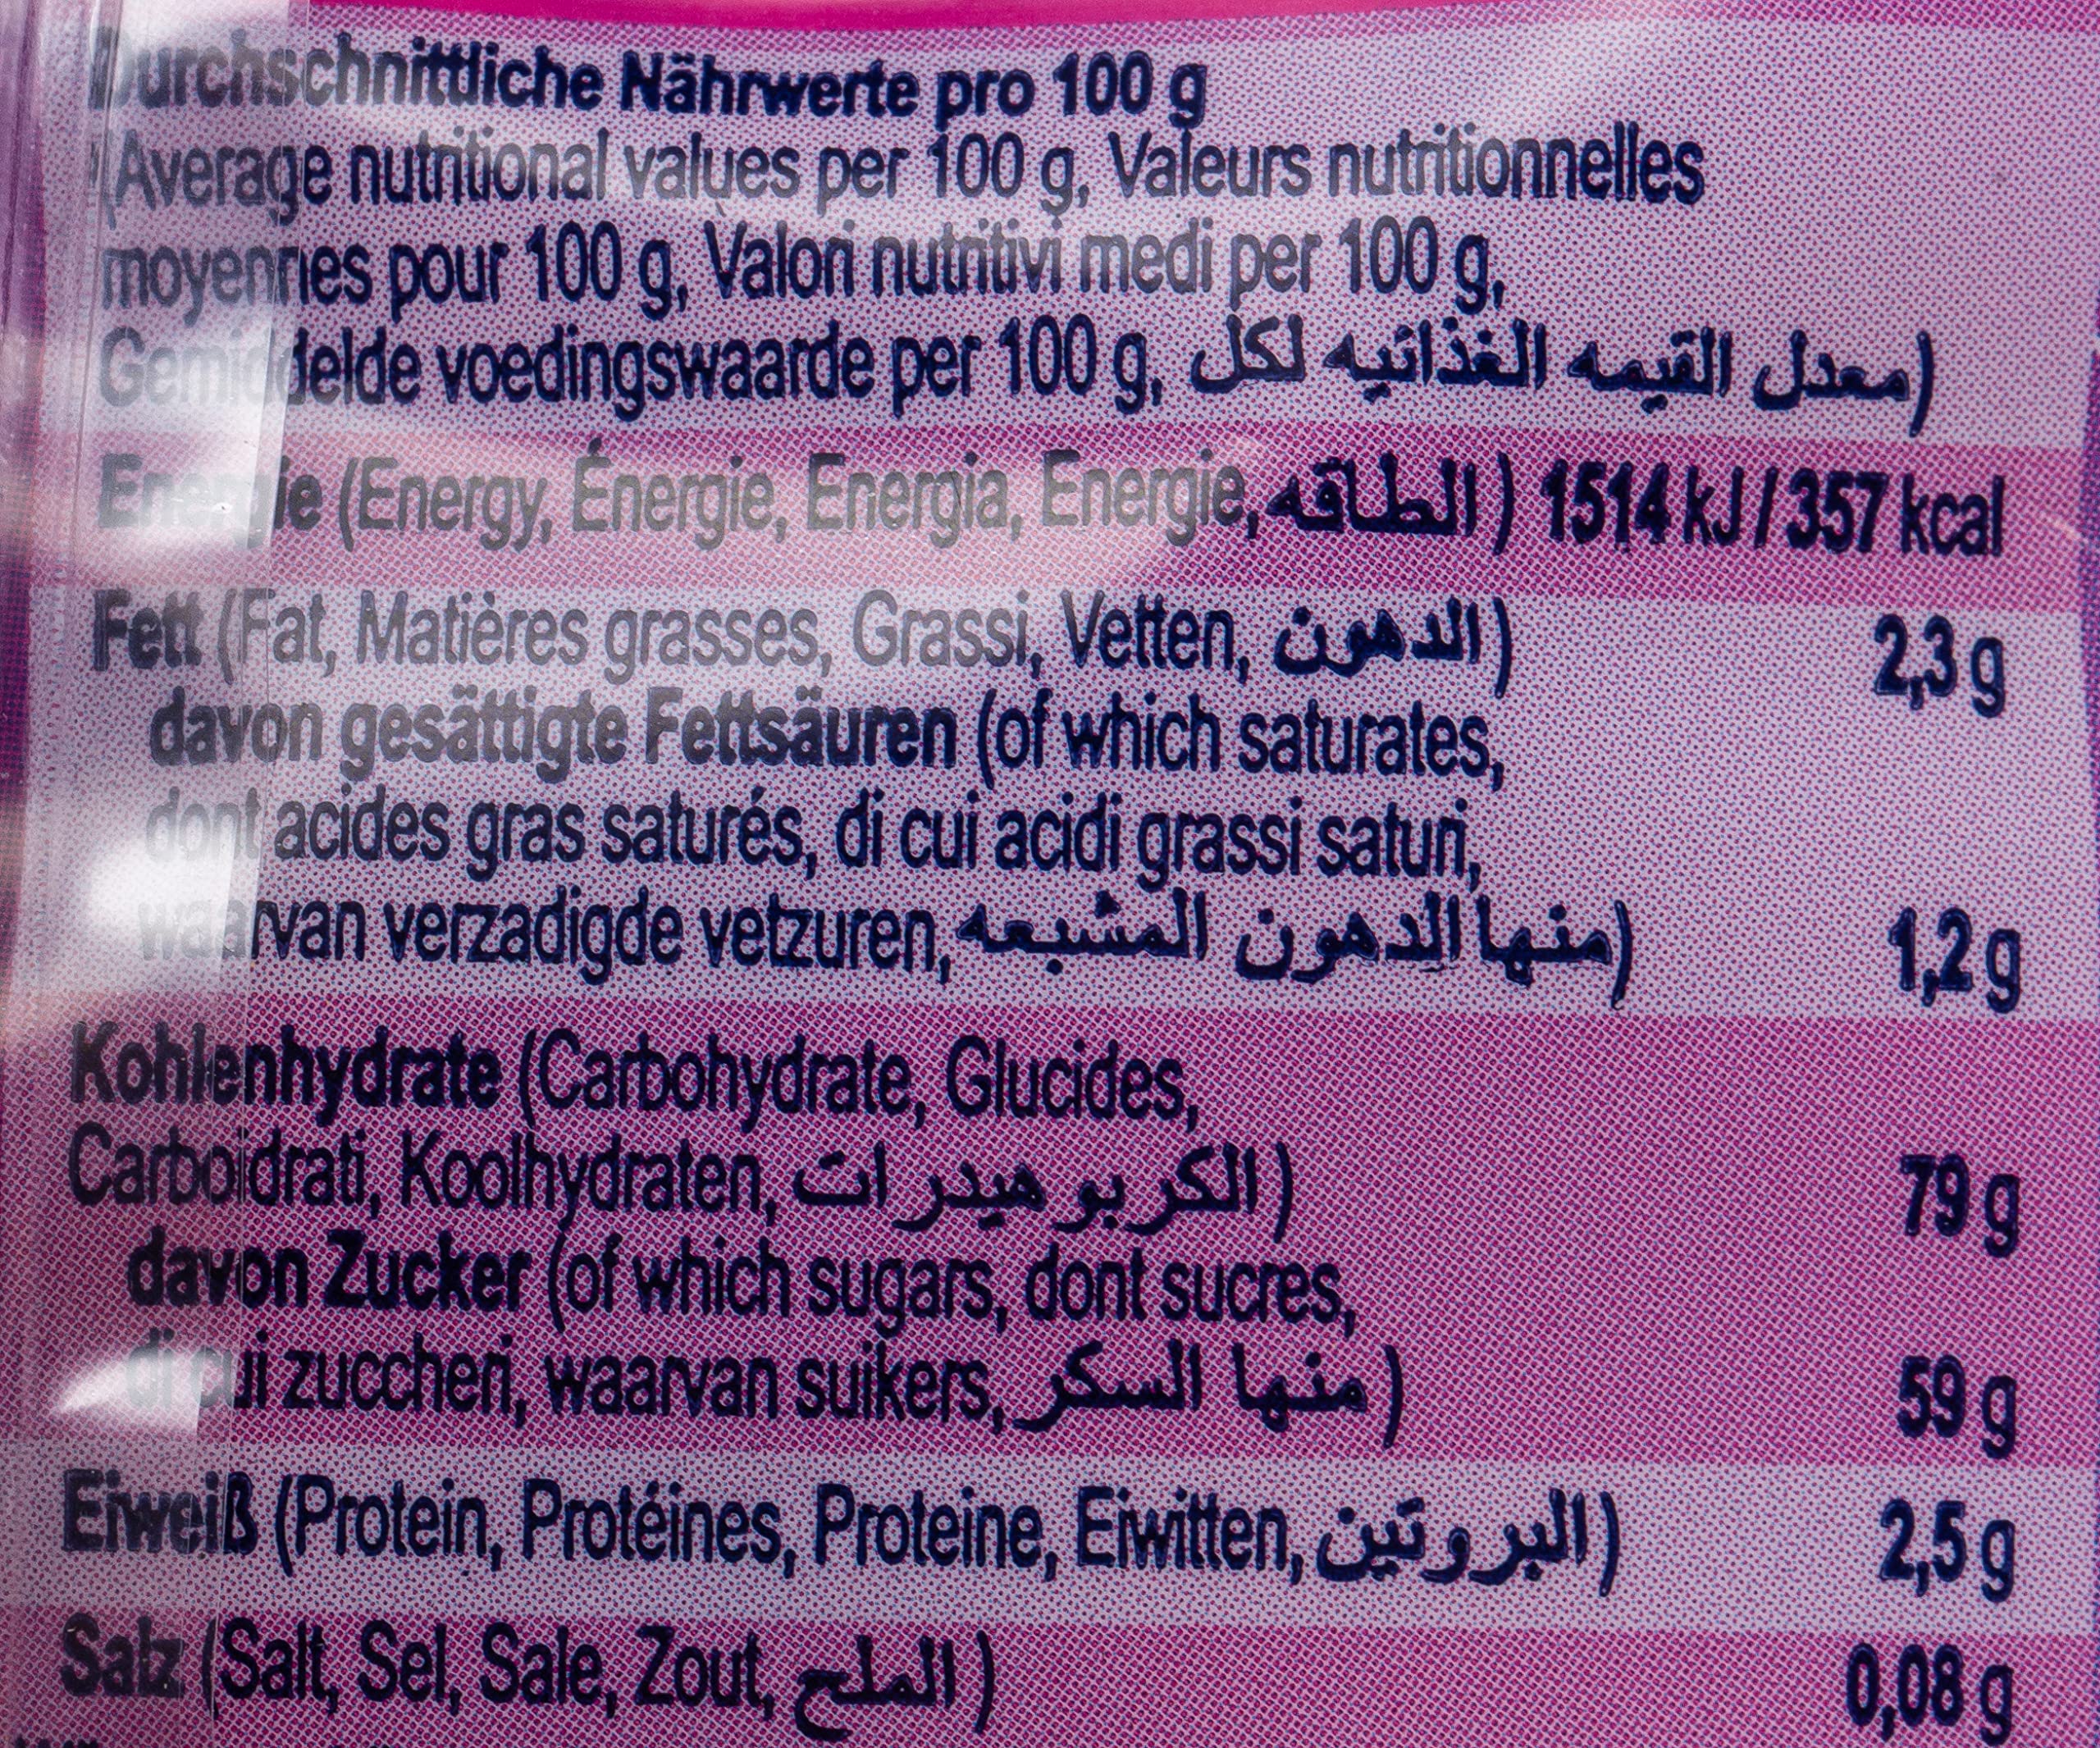 Durchschnittliche Nährwerte pro 100 g
(Average nutritional values per 100 g, Valeurs nutritionnelles
moyennes pour 100 g, Valori nutritivi medi per 100 g,
Gemiddelde voedingswaarde per 100 g, معدل القيمه الغذائيه لكل)
Energie (Energy, Énergie, Energia, Energie, الطاقه) 1514 kJ / 357 kcal
Fett (Fat, Matières grasses, Grassi, Vetten, الدهون) 2,3 g
davon gesättigte Fettsäuren (of which saturates,
dont acides gras saturés, di cui acidi grassi saturi,
waarvan verzadigde vetzuren, منها الدهون المشبعه) 1,2 g
Kohlenhydrate (Carbohydrate, Glucides,
Carboidrati, Koolhydraten, الكربو هيدرات) 79 g
davon Zucker (of which sugars, dont sucres,
di cui zuccheri, waarvan suikers, منها السكر) 59 g
Eiweiß (Protein, Protéines, Proteine, Eiwitten, البروتين) 2,5 g
Salz (Salt, Sel, Sale, Zout, الملح) 0,08 g